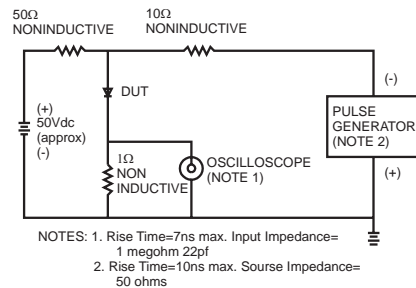 50Ω
NONINDUCTIVE
10Ω
NONINDUCTIVE
DUT
(+)
50Vdc
(approx)
(-)
1Ω
NON
INDUCTIVE
OSCILLOSCOPE
(NOTE 1)
(-)
PULSE
GENERATOR
(NOTE 2)
(+)
NOTES: 1. Rise Time=7ns max. Input Impedance=
1 megohm 22pf
2. Rise Time=10ns max. Sourse Impedance=
50 ohms